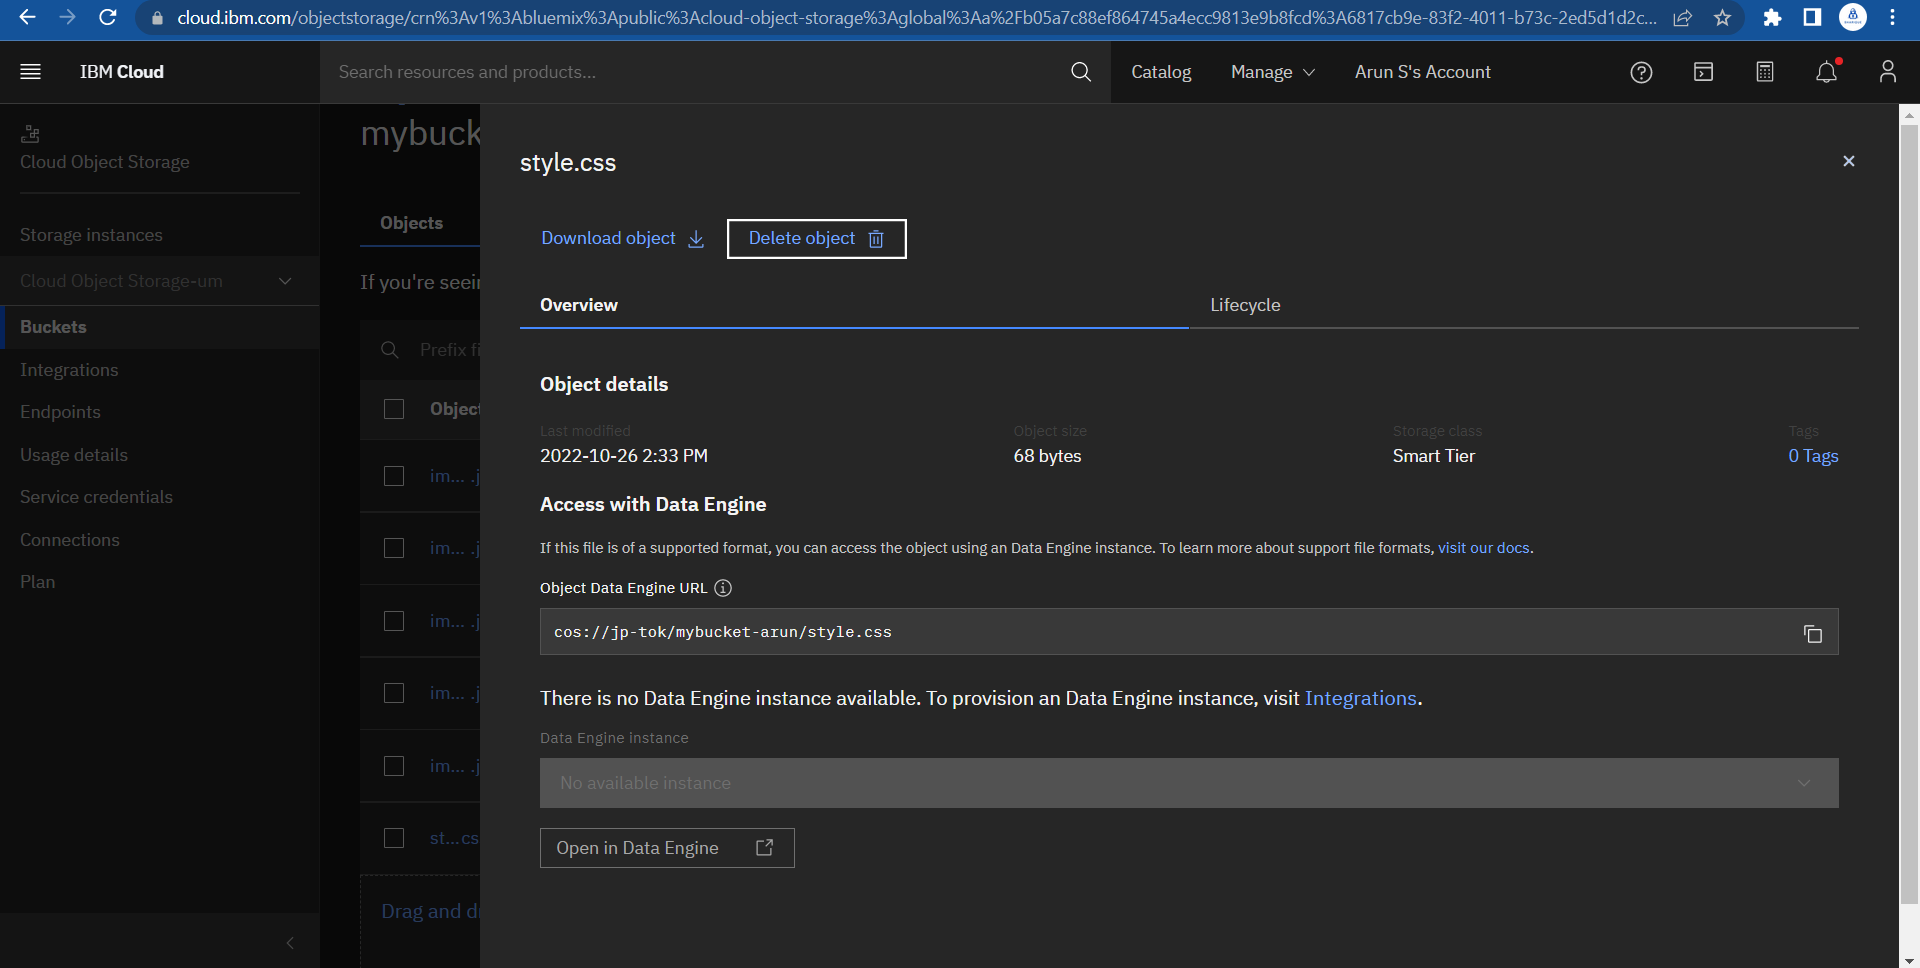 cloud.ibm.com/objectstorage/crn%3Av1%3Abluemix%3Apublic%3Acloud-object-storage%3Aglobal%3Aa%2Fb05a7c88ef864745a4ecc9813e9b8fcd%3A6817cb9e-83f2-4011-b73c-2ed5d1d2c...
IBM Cloud
Search resources and products...
Catalog
Manage
Arun S's Account
Cloud Object Storage
Storage instances
Cloud Object Storage-um
Buckets
Integrations
Endpoints
Usage details
Service credentials
Connections
Plan
mybuck
Objects
If you're seein
Prefix fi
Object
im... .j
im... .j
im... .j
im... .j
im... .j
st...cs
Drag and d
style.css
Download object
Delete object
Overview
Lifecycle
Object details
Last modified
Object size
Storage class
Tags
2022-10-26 2:33 PM
68 bytes
Smart Tier
0 Tags
Access with Data Engine
If this file is of a supported format, you can access the object using an Data Engine instance. To learn more about support file formats, visit our docs.
Object Data Engine URL
cos://jp-tok/mybucket-arun/style.css
There is no Data Engine instance available. To provision an Data Engine instance, visit Integrations.
Data Engine instance
No available instance
Open in Data Engine